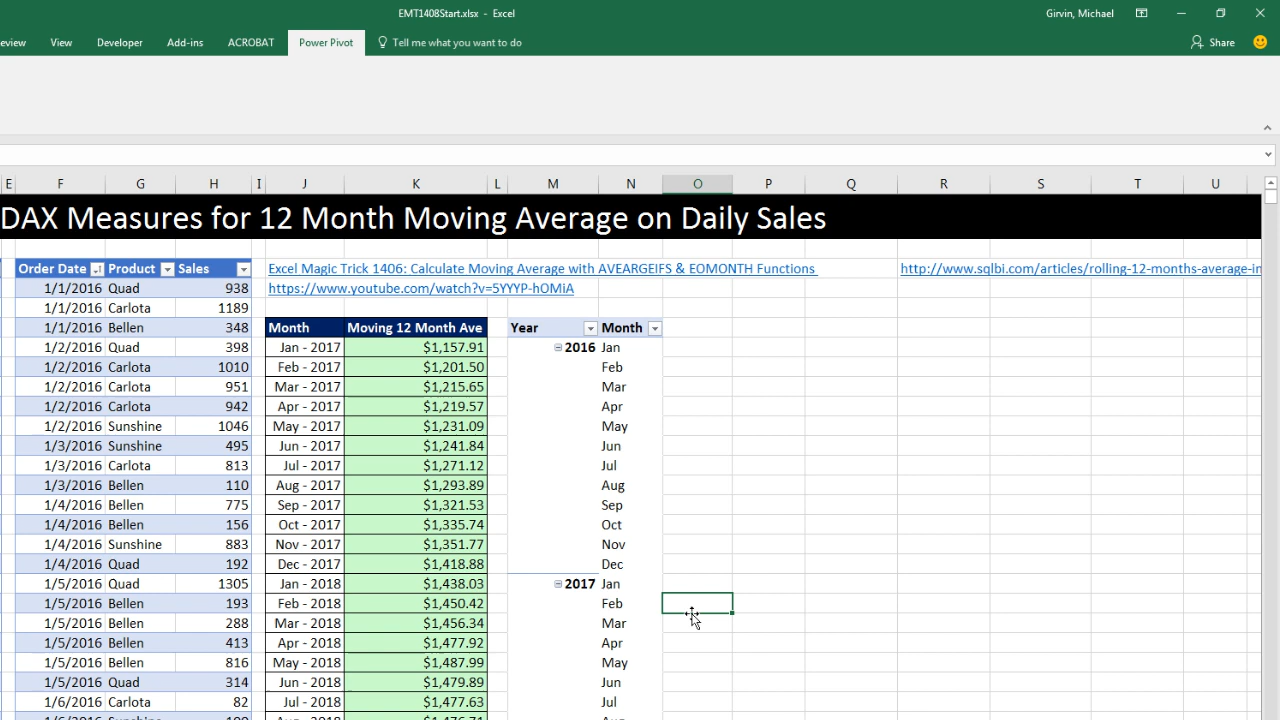 EMT1408Start.xlsx - Excel
Girvin, Michael
eview View Developer Add-ins ACROBAT Power Pivot Tell me what you want to do Share
E F G H I J K L M N O P Q R S T U
DAX Measures for 12 Month Moving Average on Daily Sales
Order Date Product Sales Excel Magic Trick 1406: Calculate Moving Average with AVEARGEIFS & EOMONTH Functions http://www.sqlbi.com/articles/rolling-12-months-average-in
1/1/2016 Quad 938 https://www.youtube.com/watch?v=5YYYP-hOMiA
1/1/2016 Carlota 1189
1/1/2016 Bellen 348 Month Moving 12 Month Ave Year Month
1/2/2016 Quad 398 Jan - 2017 $1,157.91 2016 Jan
1/2/2016 Carlota 1010 Feb - 2017 $1,201.50 Feb
1/2/2016 Carlota 951 Mar - 2017 $1,215.65 Mar
1/2/2016 Carlota 942 Apr - 2017 $1,219.57 Apr
1/2/2016 Sunshine 1046 May - 2017 $1,231.09 May
1/3/2016 Sunshine 495 Jun - 2017 $1,241.84 Jun
1/3/2016 Carlota 813 Jul - 2017 $1,271.12 Jul
1/3/2016 Bellen 110 Aug - 2017 $1,293.89 Aug
1/4/2016 Bellen 775 Sep - 2017 $1,321.53 Sep
1/4/2016 Bellen 156 Oct - 2017 $1,335.74 Oct
1/4/2016 Sunshine 883 Nov - 2017 $1,351.77 Nov
1/4/2016 Quad 192 Dec - 2017 $1,418.88 Dec
1/5/2016 Quad 1305 Jan - 2018 $1,438.03 2017 Jan
1/5/2016 Bellen 193 Feb - 2018 $1,450.42 Feb
1/5/2016 Bellen 288 Mar - 2018 $1,456.34 Mar
1/5/2016 Bellen 413 Apr - 2018 $1,477.92 Apr
1/5/2016 Bellen 816 May - 2018 $1,487.99 May
1/5/2016 Quad 314 Jun - 2018 $1,479.89 Jun
1/6/2016 Carlota 82 Jul - 2018 $1,477.63 Jul